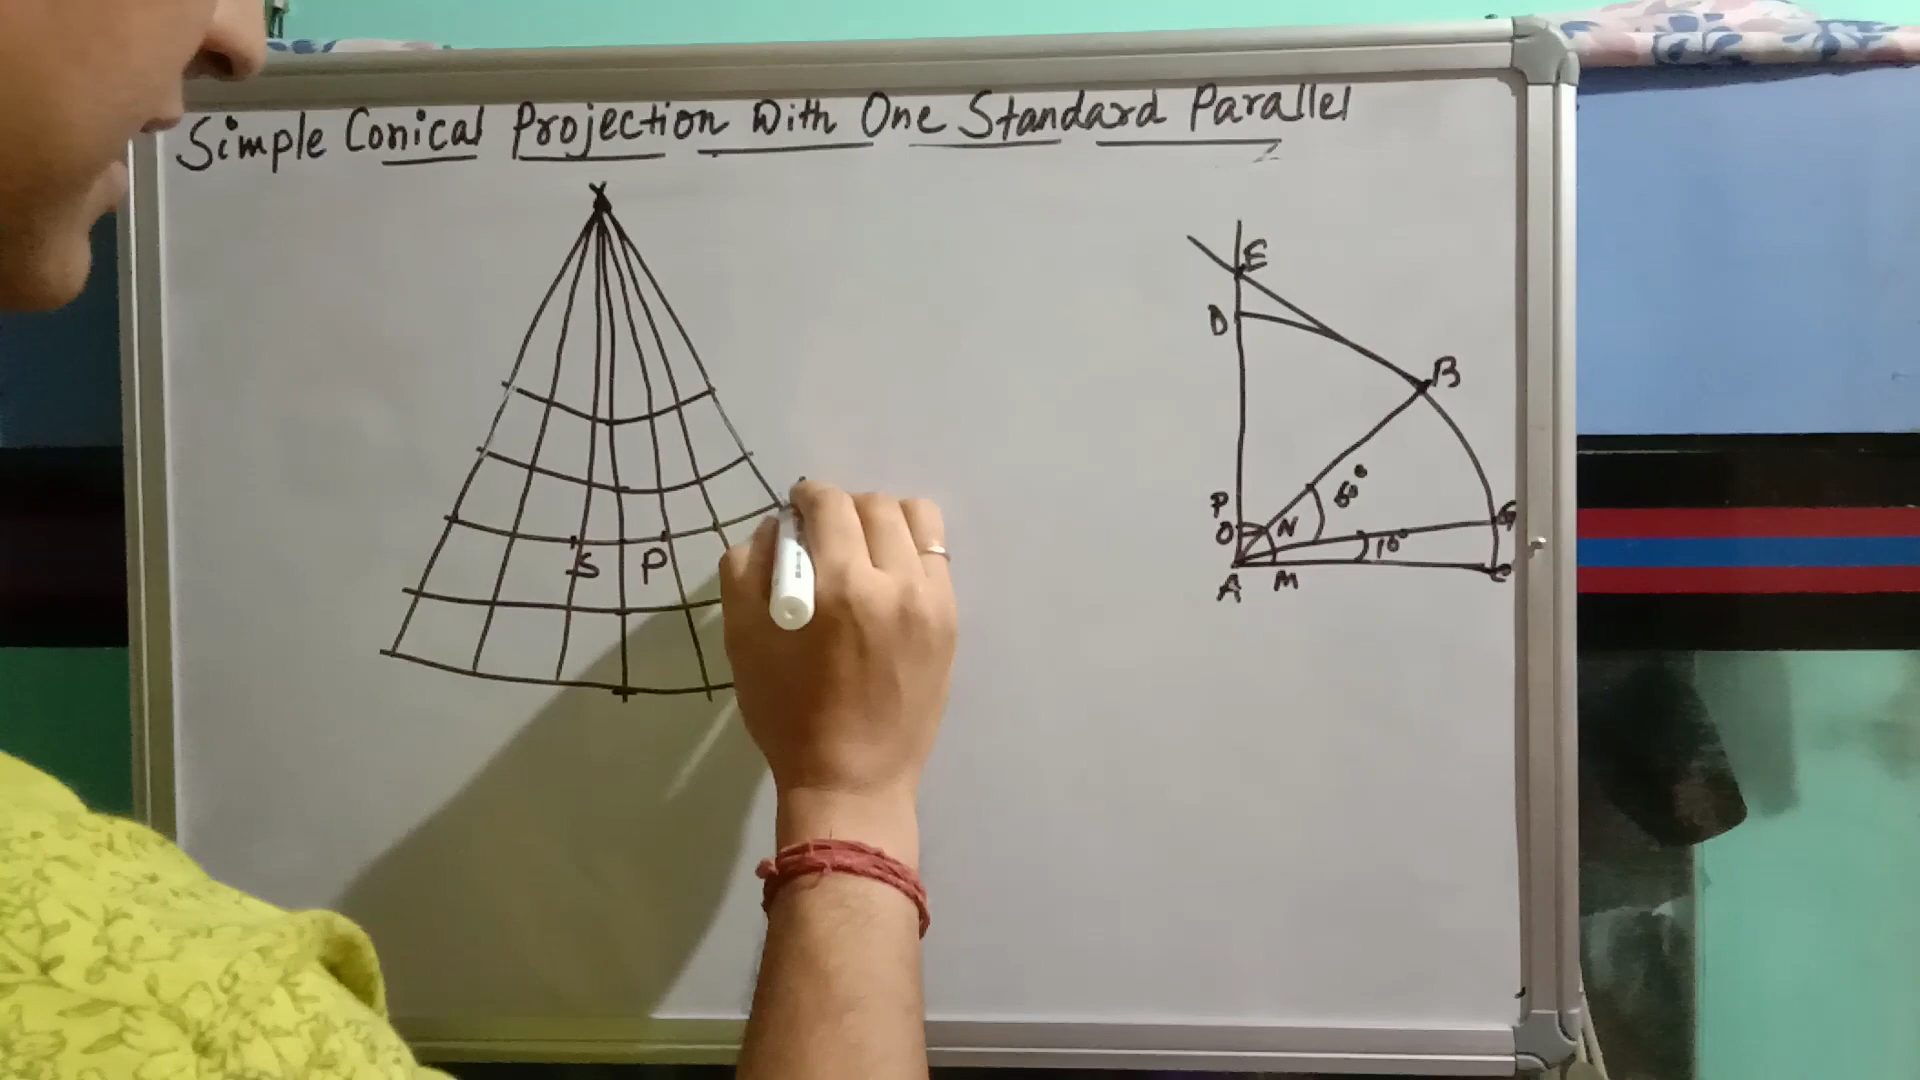 Simple Conical Projection With One Standard Parallel
E
D
B
P
O
N
60°
G
10°
A
M
C
S P